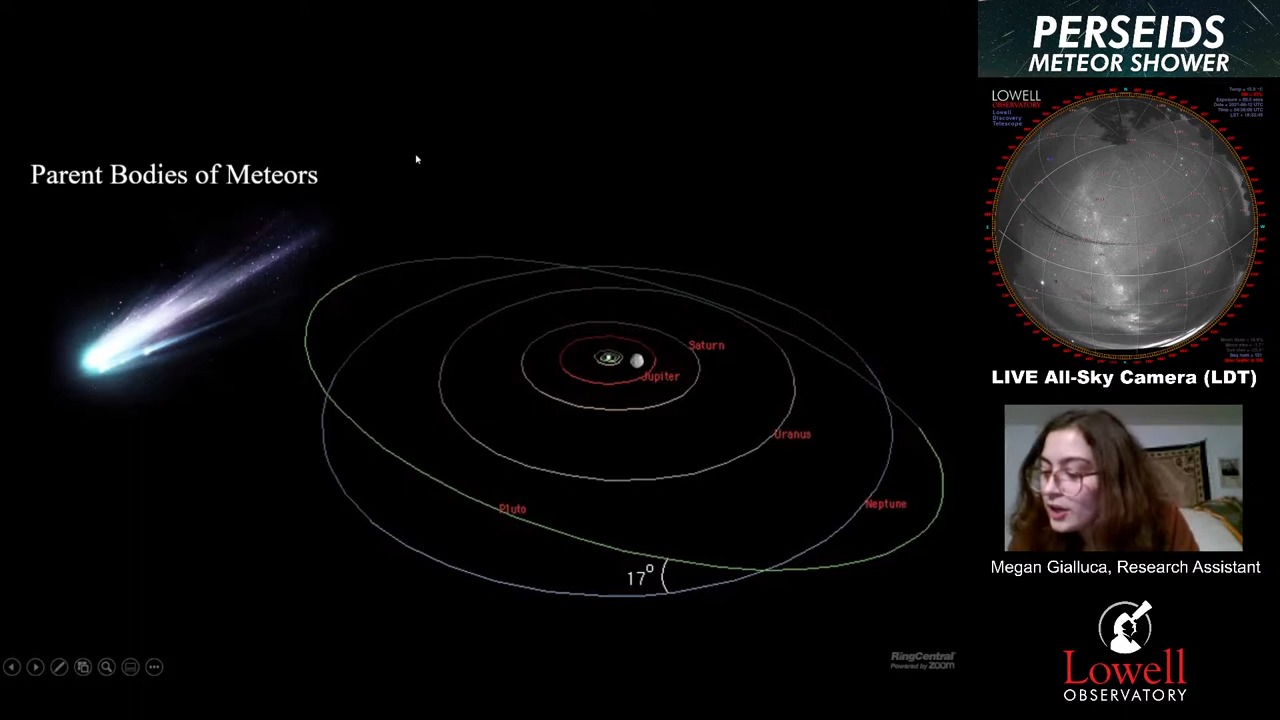 PERSEIDS
METEOR SHOWER
LOWELL
OBSERVATORY
Lowell
Discovery
Telescope
Parent Bodies of Meteors
Saturn
Jupiter
LIVE All-Sky Camera (LDT)
Uranus
Neptune
Pluto
17°
Megan Gialluca, Research Assistant
RingCentral
Powered by zoom
Lowell
OBSERVATORY